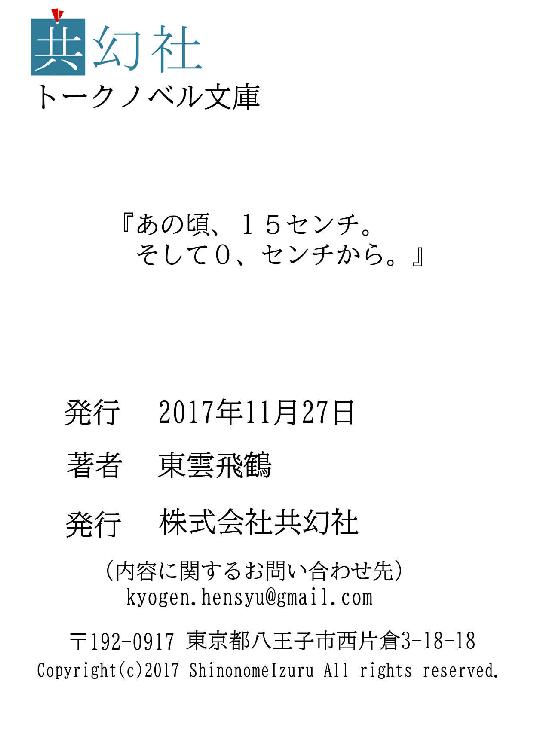 共幻社
トークノベル文庫
『あの頃、１５センチ。
そして０、センチから。』
発行　2017年11月27日
著者　東雲飛鶴
発行　株式会社共幻社
（内容に関するお問い合わせ先）
kyogen.hensyu@gmail.com
〒192-0917 東京都八王子市西片倉3-18-18
Copyright(c)2017 ShinonomeIzuru All rights reserved.